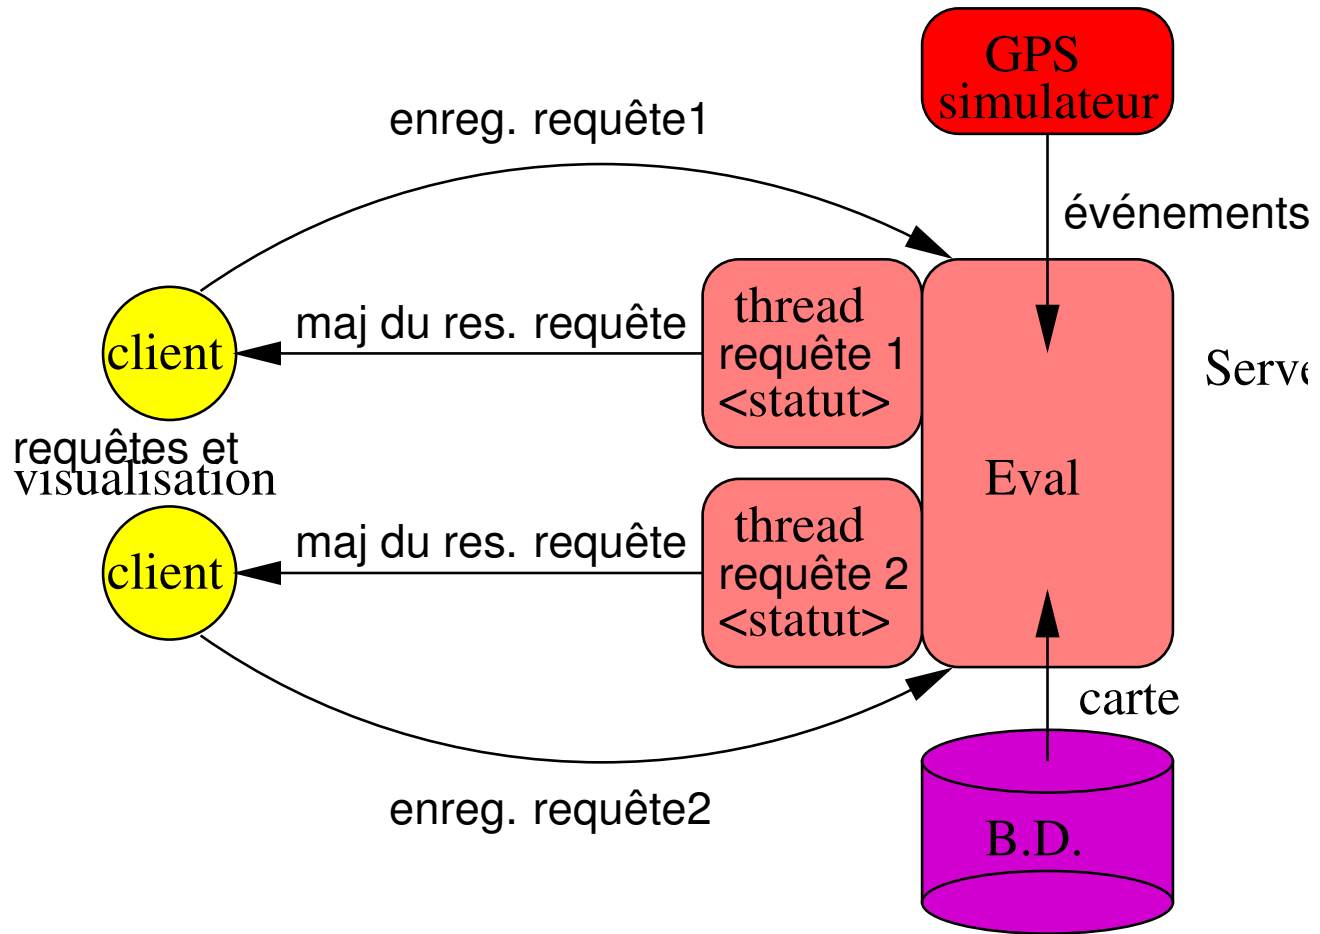 GPS
simulateur
enreg. requête1
événements
maj du res. requête
thread
requête 1
<statut>
client
Serve
requêtes et
visualisation
Eval
maj du res. requête
thread
requête 2
<statut>
client
carte
enreg. requête2
B.D.